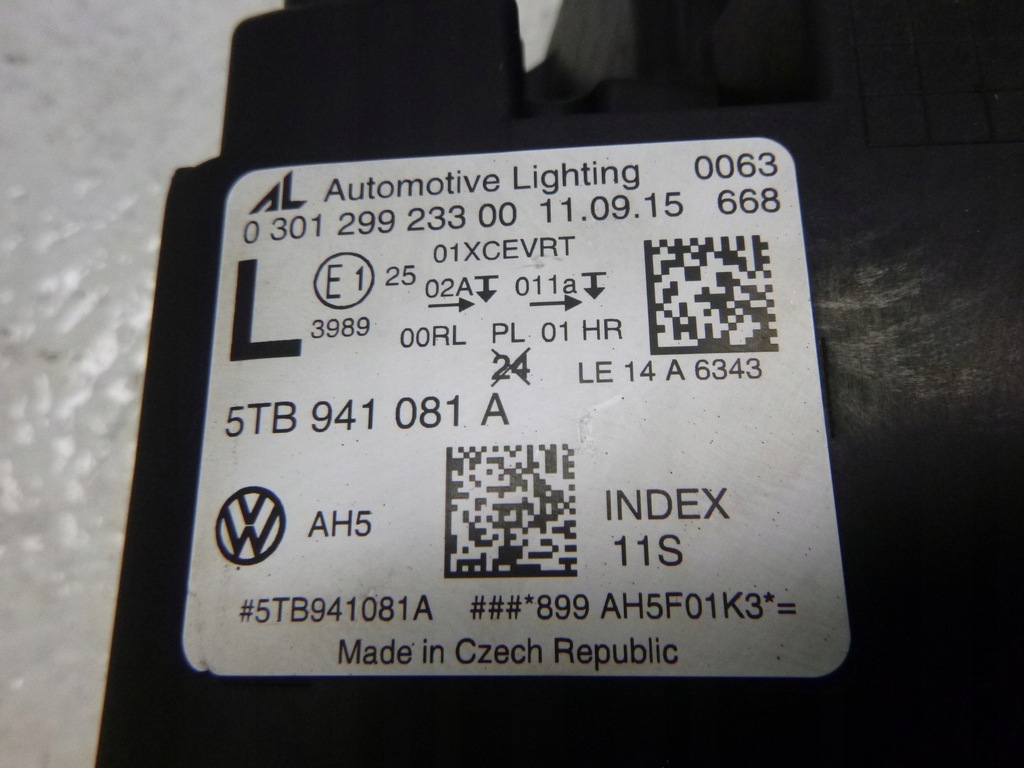 AL Automotive Lighting 0063
0 301 299 233 00 11.09.15 668
L E1 25 01XCEVRT
02A 011a
3989 00RL PL 01 HR
24 LE 14 A 6343
5TB 941 081 A
VW AH5 INDEX
11S
#5TB941081A ###*899 AH5F01K3*=
Made in Czech Republic